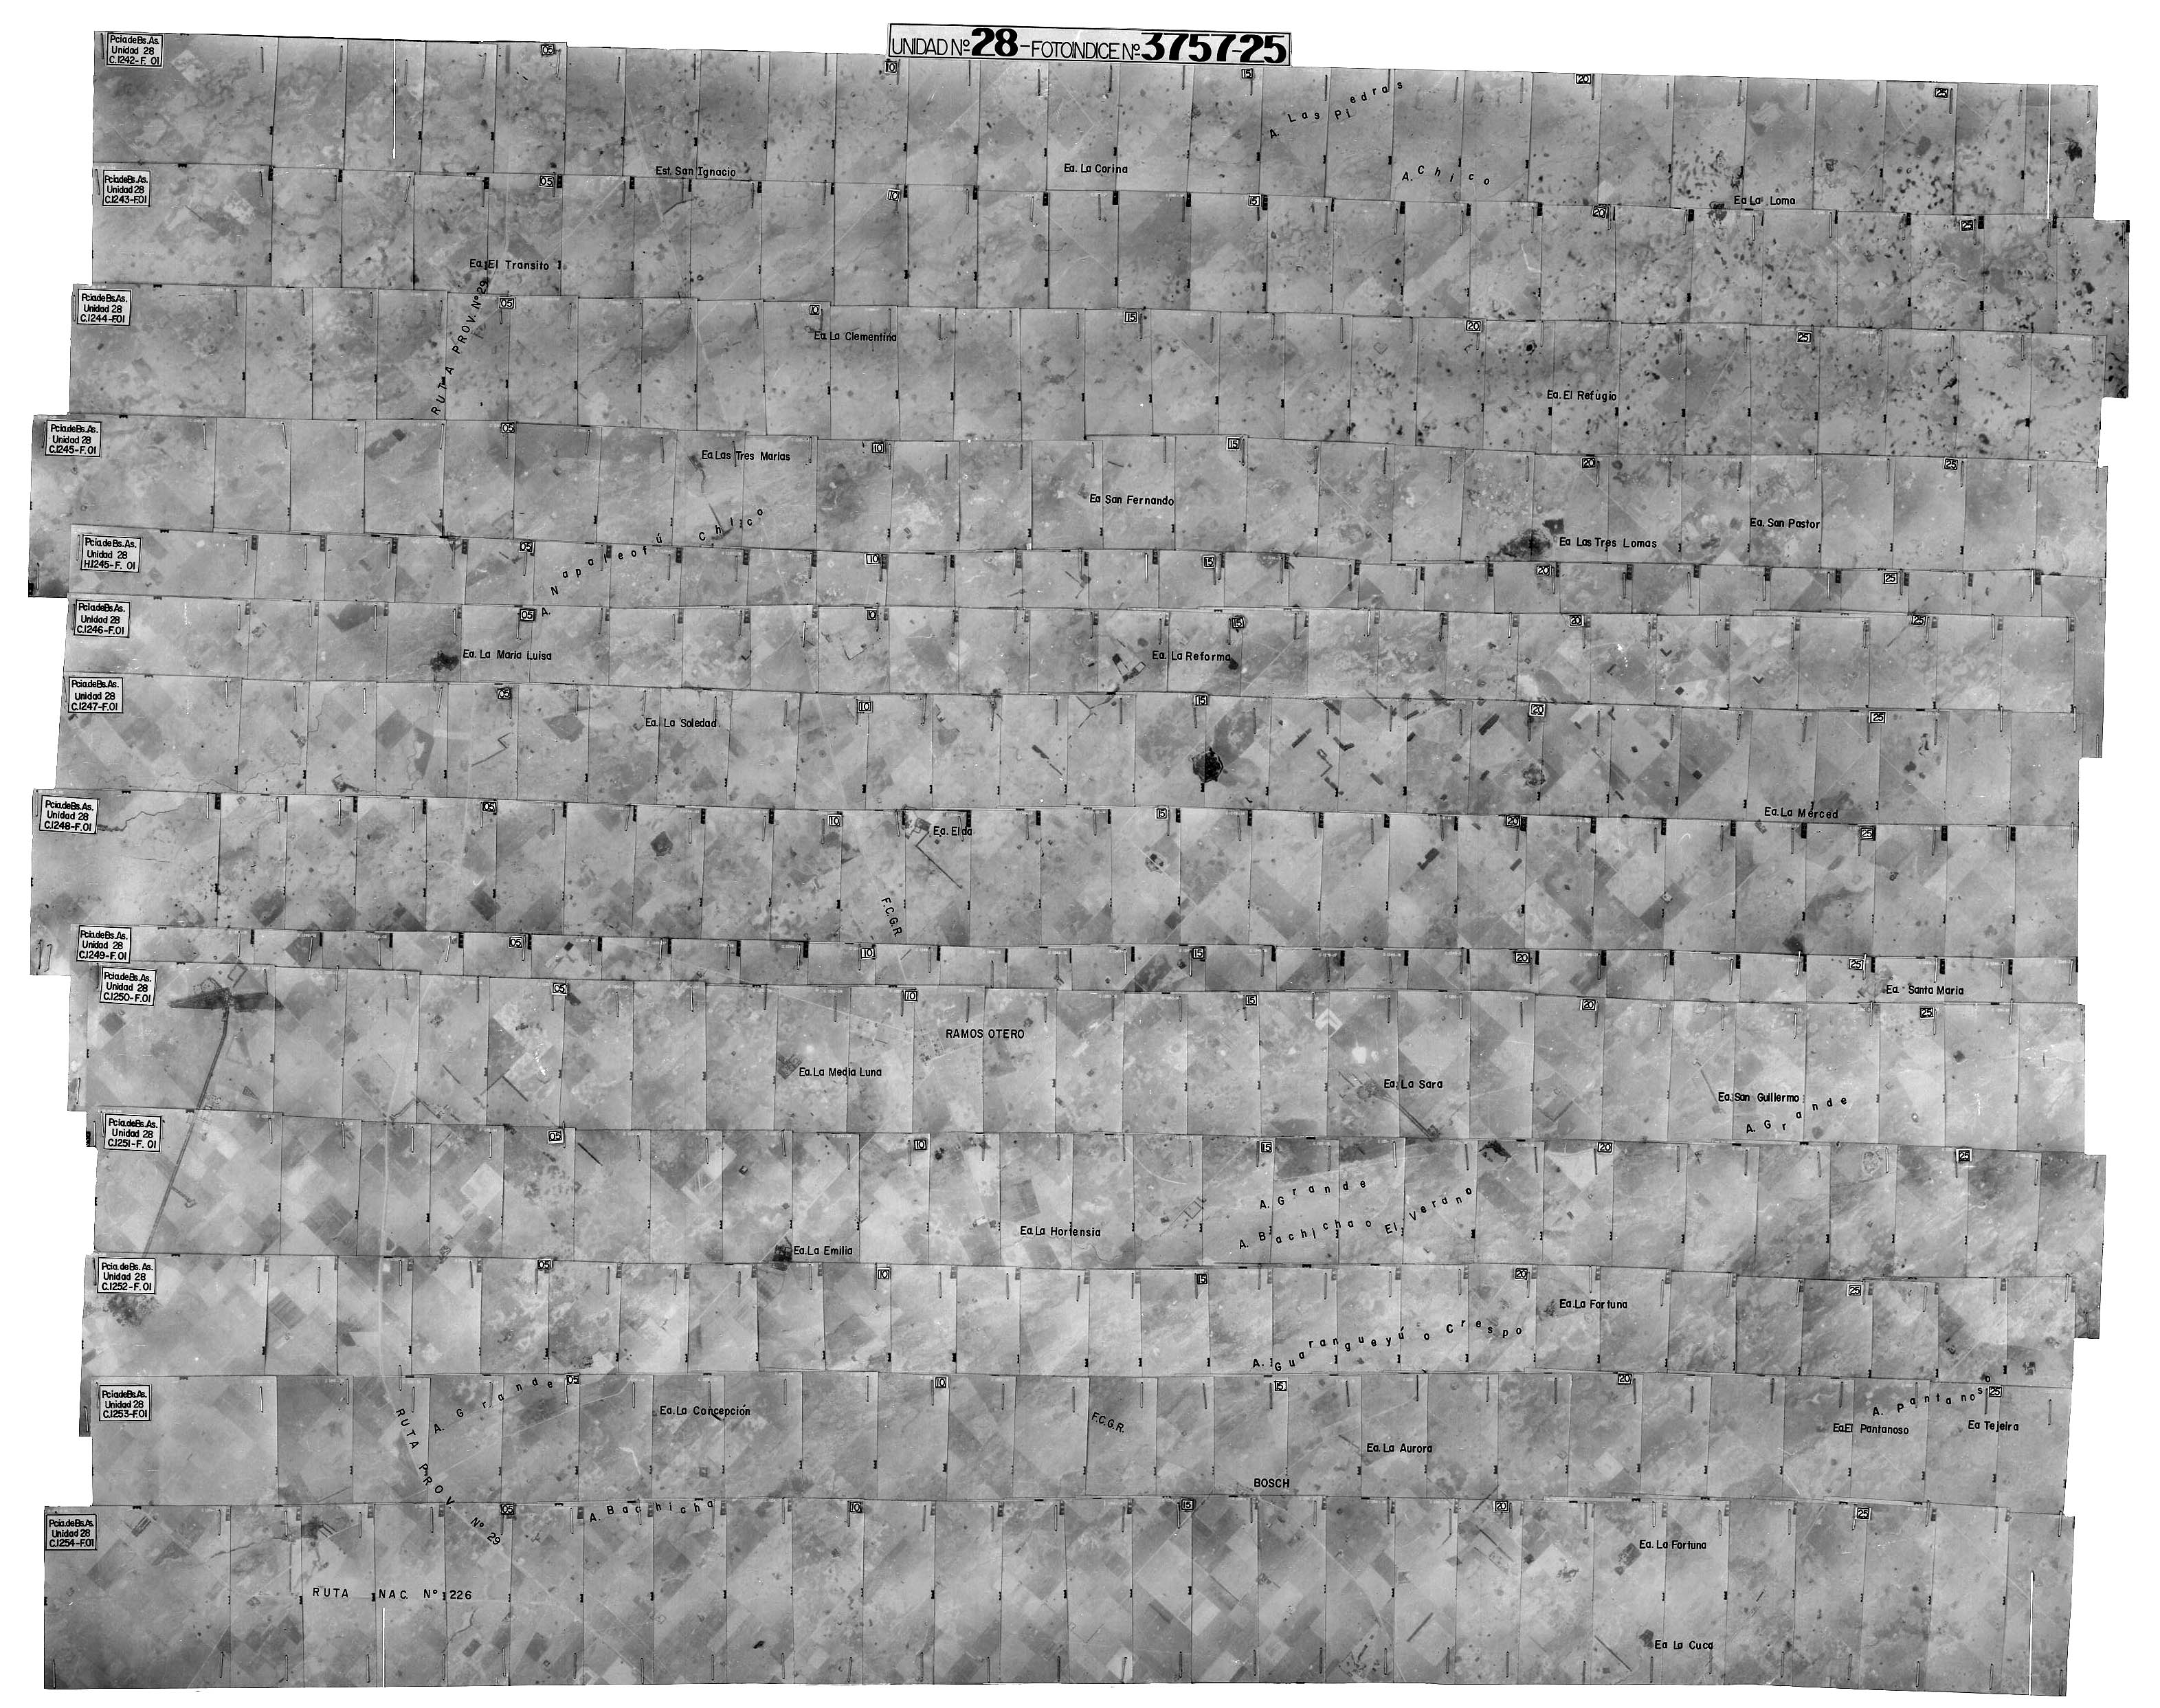 UNIDAD Nº 28-FOTOINDICE Nº 3757-25
Pcia de Bs. As.
Unidad 28
C.1242-F. 01
05
10
15
20
25
A. Las Piedras
Est. San Ignacio
Ea. La Corina
A. Chico
Ea La Loma
Pcia de Bs. As.
Unidad 28
C.1243-F.01
05
10
15
20
25
Ea. El Transito
RUTA PROV. Nº 29
Pcia de Bs. As.
Unidad 28
C.1244-F.01
05
10
15
20
25
Ea. La Clementina
Ea. El Refugio
Pcia de Bs. As.
Unidad 28
C.1245-F.01
05
10
15
20
25
Ea Las Tres Marias
Ea San Fernando
Ea. San Pastor
Ea Las Tres Lomas
A. Napaleofú Chico
Pcia de Bs. As.
Unidad 28
H.1245-F. 01
05
10
15
20
25
Pcia de Bs. As.
Unidad 28
C.1246-F.01
05
10
15
20
25
Ea. La Maria Luisa
Ea. La Reforma
Pcia de Bs. As.
Unidad 28
C.1247-F.01
05
10
15
20
25
Ea. La Soledad
Ea. La Merced
Pcia. de Bs. As.
Unidad 28
C.1248-F.01
05
10
15
20
25
Ea. Elda
F.C.G.R.
Pcia de Bs. As.
Unidad 28
C.1249-F.01
05
10
15
20
25
Ea. Santa Maria
Pcia de Bs. As.
Unidad 28
C.1250-F.01
05
10
15
20
25
RAMOS OTERO
Ea. La Media Luna
Ea. La Sara
Ea. San Guillermo
A. Grande
Pcia. de Bs. As.
Unidad 28
C.1251-F. 01
05
10
15
20
25
A. Grande
A. Bachicha o El Verano
Ea La Hortensia
Ea. La Emilia
Pcia. de Bs. As.
Unidad 28
C.1252-F. 01
05
10
15
20
25
Ea. La Fortuna
A. Guarangueyú o Crespo
Pcia de Bs. As.
Unidad 28
C.1253-F.01
05
10
15
20
25
A. Grande
Ea. La Concepción
F.C.G.R.
A. Pantanoso
Ea El Pantanoso
Ea Tejeira
Ea. La Aurora
BOSCH
RUTA PROV Nº 29
Pcia. de Bs. As.
Unidad 28
C.1254-F.01
05
10
15
20
25
A. Bachicha
Ea. La Fortuna
RUTA NAC. Nº 226
Ea La Cuca